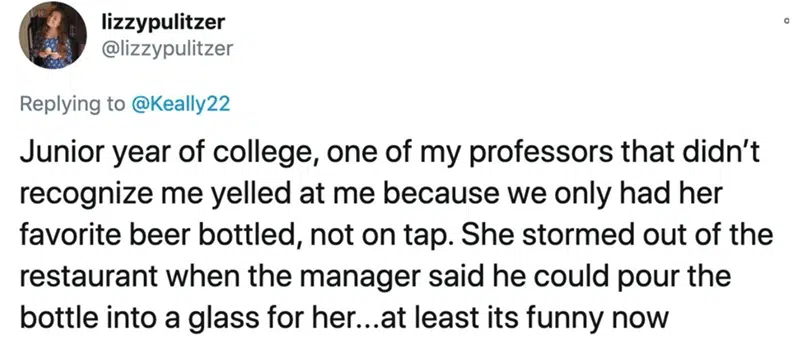 lizzypulitzer
@lizzypulitzer
Replying to @Keally22
Junior year of college, one of my professors that didn’t
recognize me yelled at me because we only had her
favorite beer bottled, not on tap. She stormed out of the
restaurant when the manager said he could pour the
bottle into a glass for her...at least its funny now